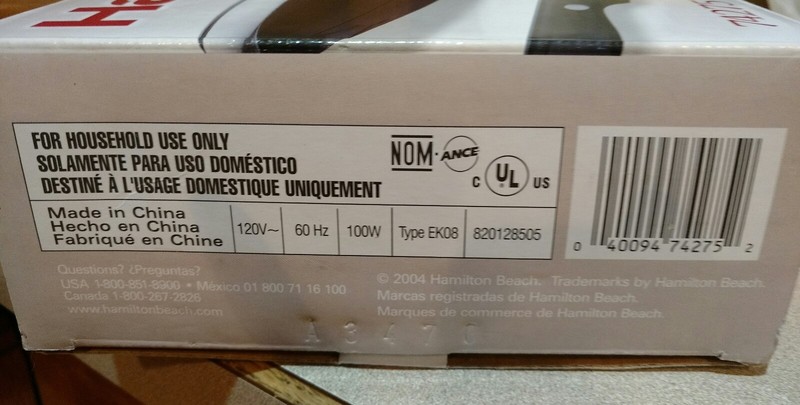 FOR HOUSEHOLD USE ONLY
SOLAMENTE PARA USO DOMÉSTICO
DESTINÉ À L'USAGE DOMESTIQUE UNIQUEMENT
NOM-ANCE
C UL US
Made in China
Hecho en China
Fabriqué en Chine
120V~
60 Hz
100W
Type EK08
820128505
0 40094 74275 2
Questions? ¿Preguntas?
USA 1-800-851-8900 • México 01 800 71 16 100
Canada 1-800-267-2826
www.hamiltonbeach.com
© 2004 Hamilton Beach. Trademarks by Hamilton Beach.
Marcas registradas de Hamilton Beach.
Marques de commerce de Hamilton Beach.